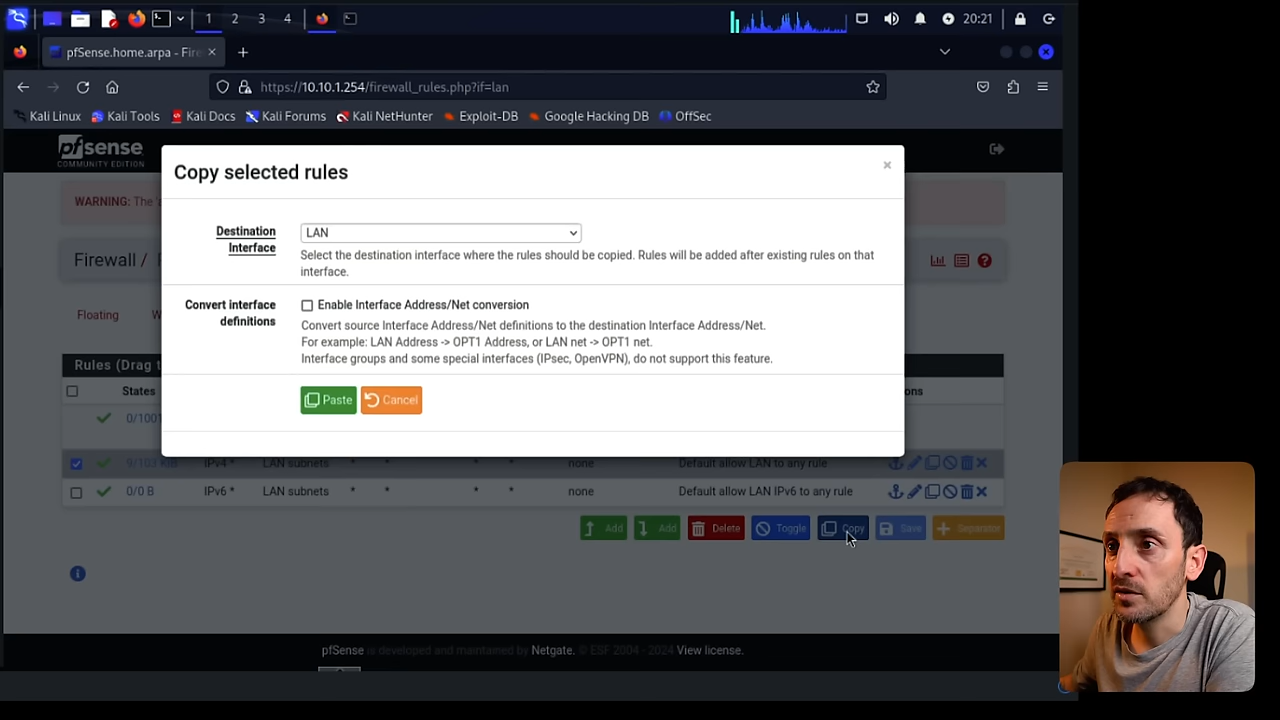 1 2 3 4 20:21
pfSense.home.arpa - Fire
https://10.10.1.254/firewall_rules.php?if=lan
Kali Linux Kali Tools Kali Docs Kali Forums Kali NetHunter Exploit-DB Google Hacking DB OffSec
pfsense
COMMUNITY EDITION
Copy selected rules ×
WARNING: The
Destination Interface LAN
Select the destination interface where the rules should be copied. Rules will be added after existing rules on that
interface.
Firewall /
Convert interface definitions Enable Interface Address/Net conversion
Floating
Convert source Interface Address/Net definitions to the destination Interface Address/Net.
For example: LAN Address -> OPT1 Address, or LAN net -> OPT1 net.
Interface groups and some special interfaces (IPsec, OpenVPN), do not support this feature.
Rules (Drag t
States ons
Paste Cancel
0/1001
9/103 KiB IPv4 * LAN subnets * * * * none Default allow LAN to any rule
0/0 B IPv6 * LAN subnets * * * * none Default allow LAN IPv6 to any rule
Add Add Delete Toggle Copy Save Separator
pfSense is developed and maintained by Netgate. © ESF 2004 - 2024 View license.